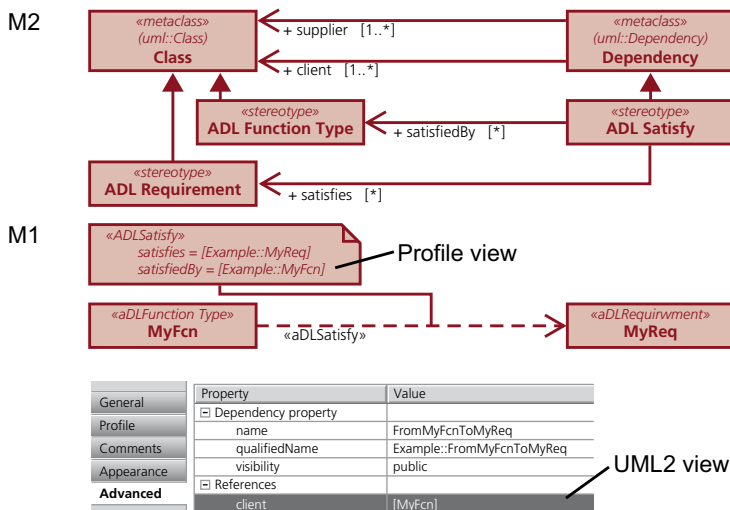 M2
«metaclass»
(uml::Class)
Class
+ supplier [1..*]
+ client [1..*]
«metaclass»
(uml::Dependency)
Dependency
«stereotype»
ADL Function Type
+ satisfiedBy [*]
«stereotype»
ADL Satisfy
«stereotype»
ADL Requirement
+ satisfies [*]
M1
«ADLSatisfy»
satisfies = [Example::MyReq]
satisfiedBy = [Example::MyFcn]
Profile view
«aDLFunction Type»
MyFcn
«aDLSatisfy»
«aDLRequirwment»
MyReq
General
Profile
Comments
Appearance
Advanced
Property Value
Dependency property
name FromMyFcnToMyReq
qualifiedName Example::FromMyFcnToMyReq
visibility public
References
client [MyFcn]
UML2 view